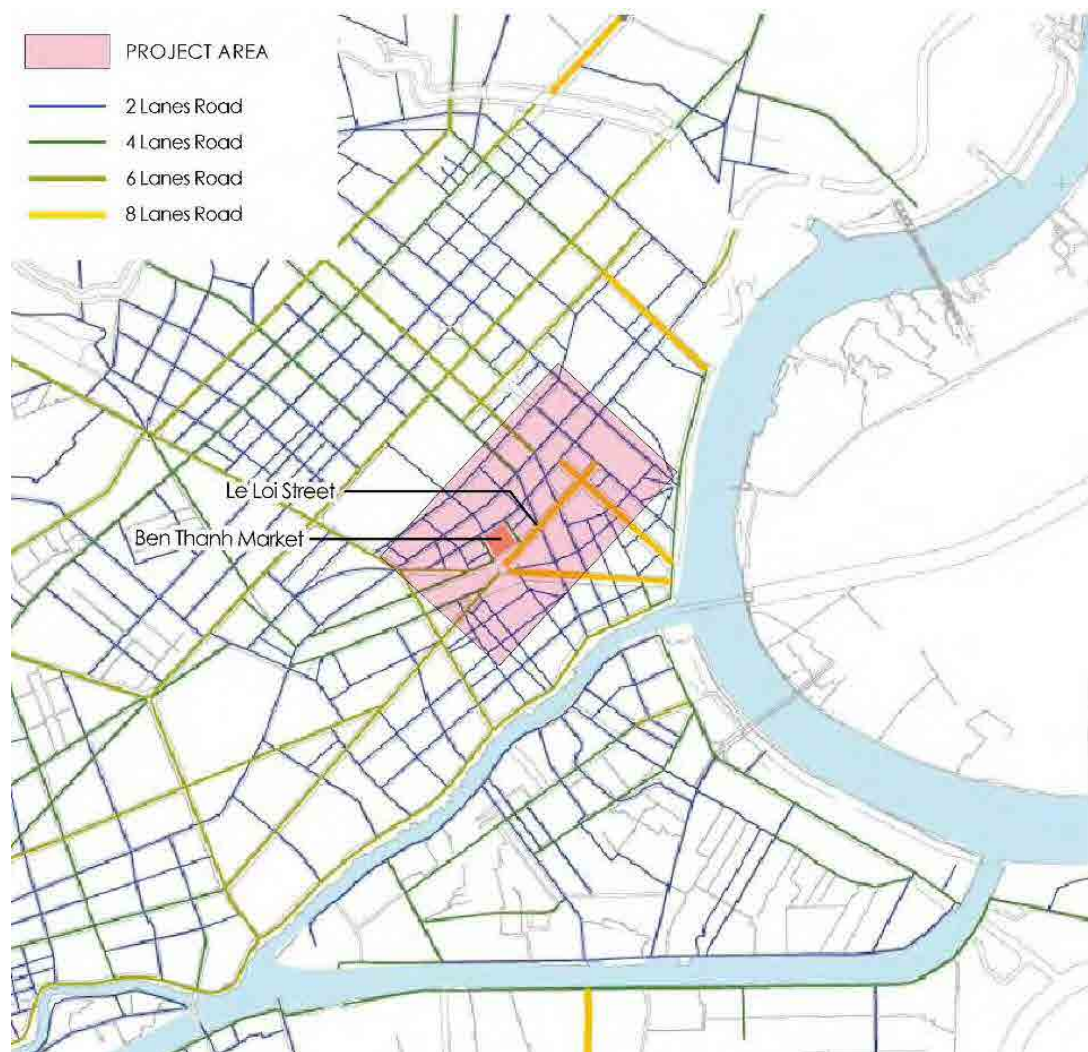 PROJECT AREA
2 Lanes Road
4 Lanes Road
6 Lanes Road
8 Lanes Road
Le Loi Street
Ben Thanh Market